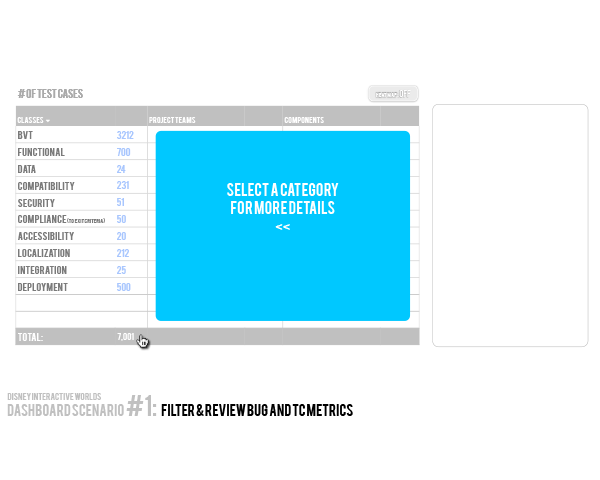 # OF TEST CASES
CLASSES PROJECT TEAMS COMPONENTS
BVT 3212
FUNCTIONAL 700
DATA 24
COMPATIBILITY 231
SECURITY 51
COMPLIANCE (TO EXIT CRITERIA) 50
ACCESSIBILITY 20
LOCALIZATION 212
INTEGRATION 25
DEPLOYMENT 500
TOTAL: 7,001
SELECT A CATEGORY
FOR MORE DETAILS
<<
DISNEY INTERACTIVE WORLDS
DASHBOARD SCENARIO #1: FILTER & REVIEW BUG AND TC METRICS